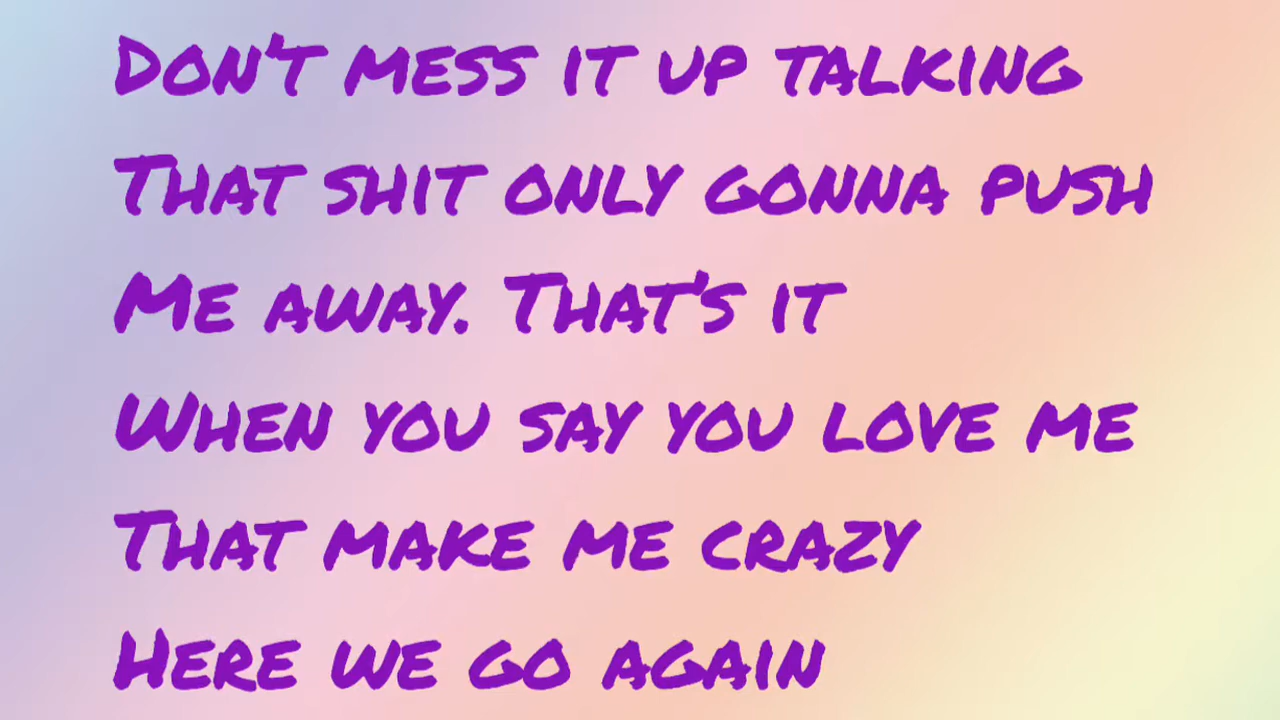 Don't mess it up talking
That shit only gonna push
Me away. That's it
When you say you love me
That make me crazy
Here we go again